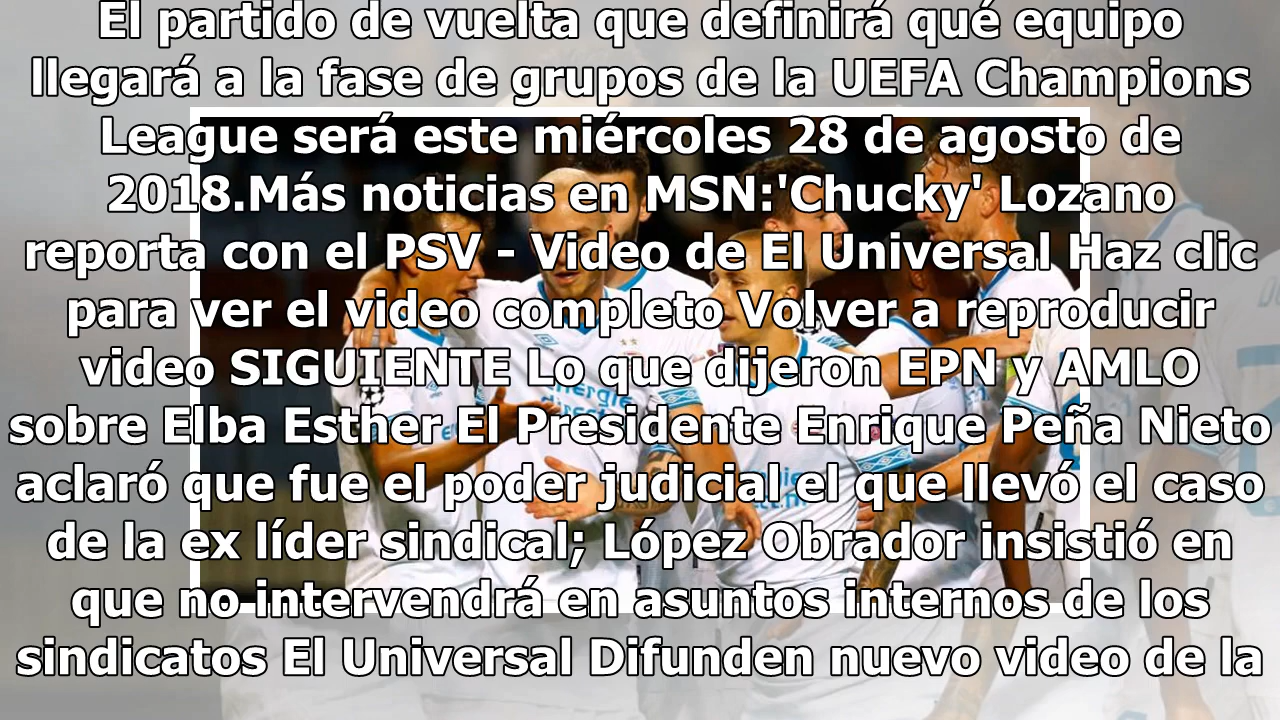 El partido de vuelta que definirá qué equipo
llegará a la fase de grupos de la UEFA Champions
League será este miércoles 28 de agosto de
2018.Más noticias en MSN:'Chucky' Lozano
reporta con el PSV - Video de El Universal Haz clic
para ver el video completo Volver a reproducir
video SIGUIENTE Lo que dijeron EPN y AMLO
sobre Elba Esther El Presidente Enrique Peña Nieto
aclaró que fue el poder judicial el que llevó el caso
de la ex líder sindical; López Obrador insistió en
que no intervendrá en asuntos internos de los
sindicatos El Universal Difunden nuevo video de la
energie